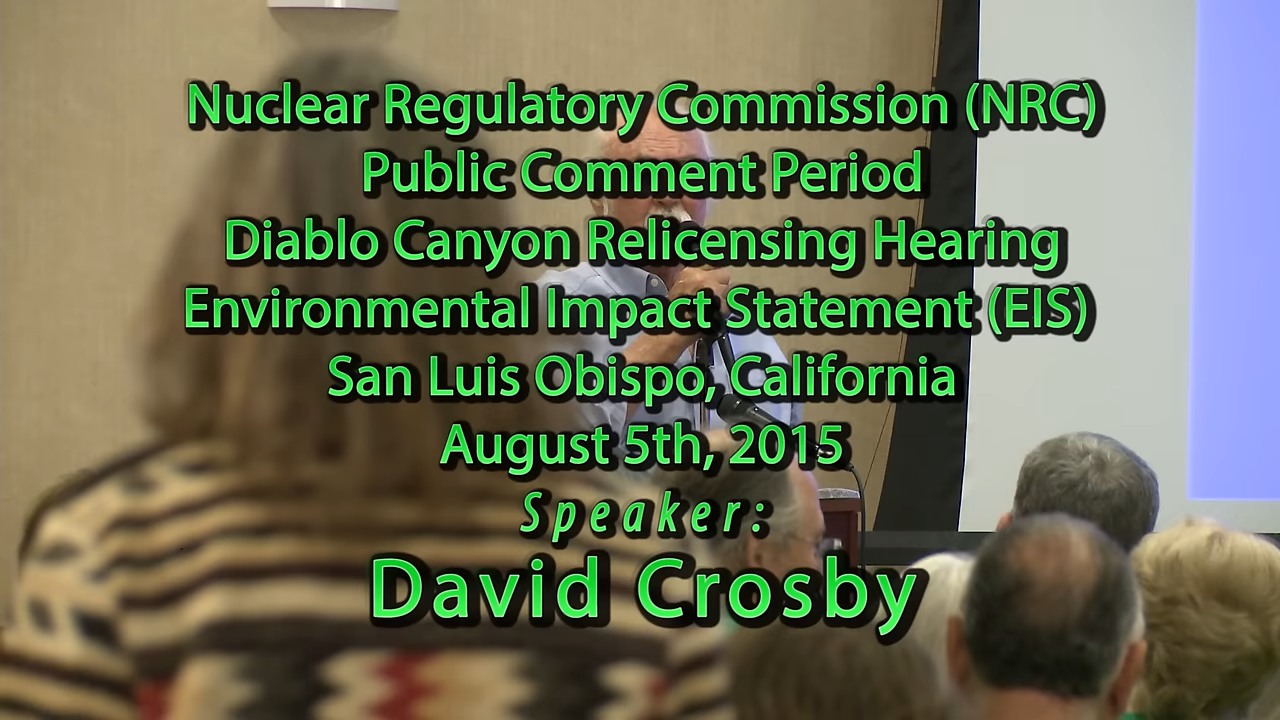 Nuclear Regulatory Commission (NRC)
Public Comment Period
Diablo Canyon Relicensing Hearing
Environmental Impact Statement (EIS)
San Luis Obispo, California
August 5th, 2015
Speaker:
David Crosby